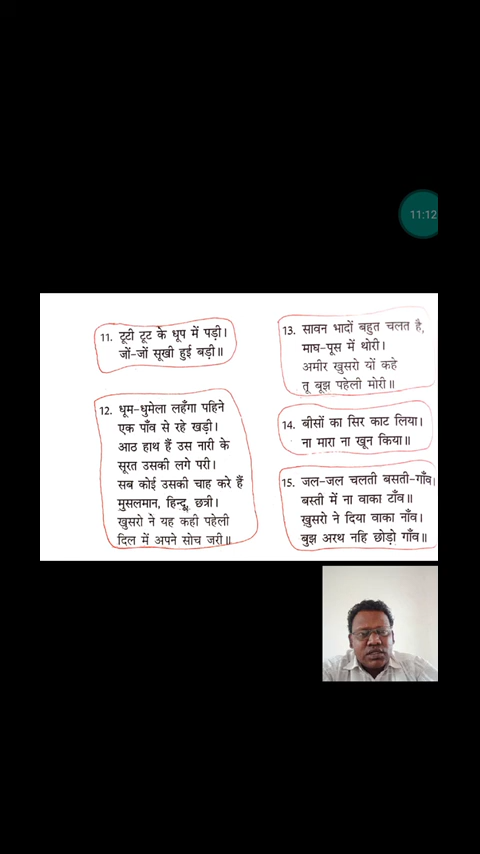 11:12
11. टूटी टूट के धूप में पड़ी।
जों-जों सूखी हुई बड़ी॥
12. धूम-धुमेला लहँगा पहिने
एक पाँव से रहे खड़ी।
आठ हाथ हैं उस नारी के
सूरत उसकी लगे परी।
सब कोई उसकी चाह करे हैं
मुसलमान, हिन्दू, छत्री।
खुसरो ने यह कही पहेली
दिल में अपने सोच जरी॥
13. सावन भादों बहुत चलत है,
माघ-पूस में थोरी।
अमीर खुसरो यों कहे
तू बूझ पहेली मोरी॥
14. बीसों का सिर काट लिया।
ना मारा ना खून किया॥
15. जल-जल चलती बसती-गाँव।
बस्ती में ना वाका टाँव॥
खुसरो ने दिया वाका नाँव।
बुझ अरथ नहि छोड़ो गाँव॥